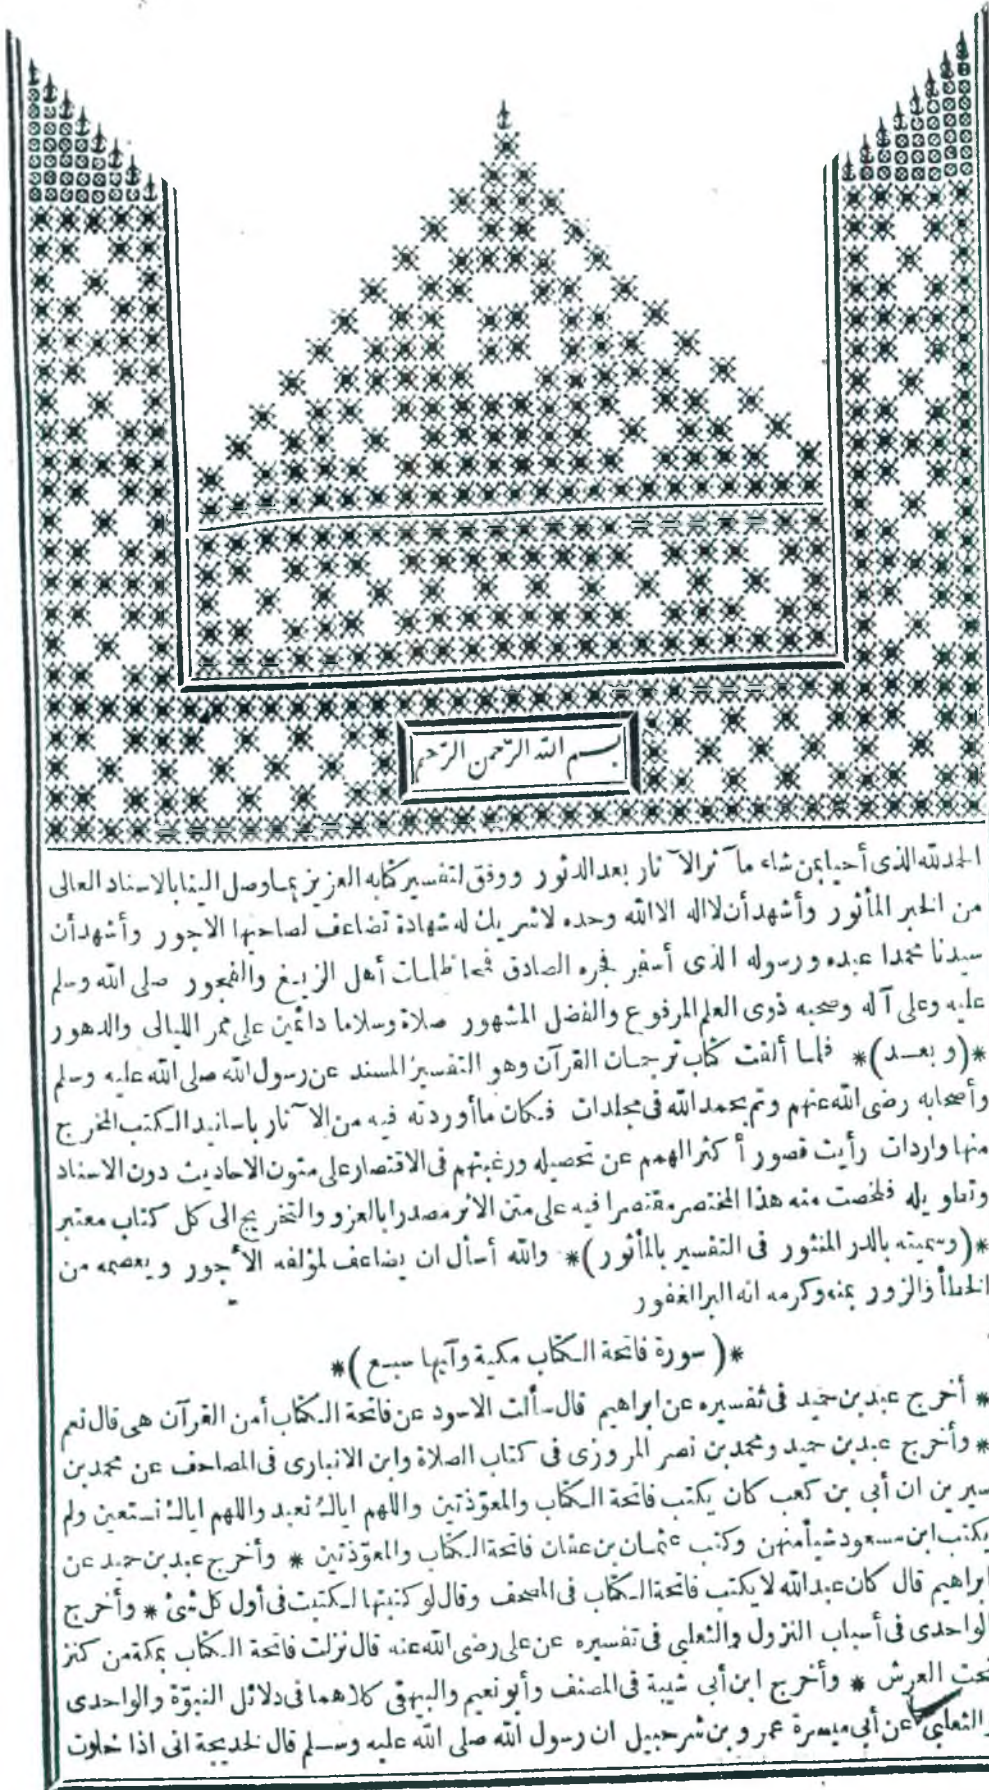 بسم الله الرحمن الرحيم
الحمدلله الذى أحيا بمن شاء مآثر الآثار بعد الدثور ووفق لتفسير كتابه العزيز بما وصل الينا بالاسناد العالى
من الخبر المأثور وأشهد أن لا اله الا الله وحده لاشريك له شهادة تضاعف لصاحبها الاجور وأشهد أن
سيدنا محمدا عبده ورسوله الذى أسفر فجره الصادق فمحا ظلمات أهل الزيغ والفجور صلى الله وسلم
عليه وعلى آله وصحبه ذوى العلم المرفوع والفضل المشهور صلاة وسلاما دائمين على ممر الليالى والدهور
*(وبعد)* فلما ألفت كتاب ترجمان القرآن وهو التفسير المسند عن رسول الله صلى الله عليه وسلم
وأصحابه رضى الله عنهم وتم بحمد الله فى مجلدات فكان ما أوردته فيه من الآثار باسانيد الكتب المخرج
منها واردات رأيت قصور أكثر الهمم عن تحصيله ورغبتهم فى الاقتصار على متون الاحاديث دون الاسناد
وتطويله فلخصت منه هذا المختصر مقتصرا فيه على متن الاثر مصدرا بالعزو والتخريج الى كل كتاب معتبر
*(وسميته بالدر المنثور فى التفسير بالمأثور)* والله أسأل ان يضاعف لمؤلفه الأجور ويعصمه من
الخطأ والزور بمنه وكرمه انه البر الغفور
*(سورة فاتحة الكتاب مكية وآيها سبع)*
* أخرج عبد بن حميد فى تفسيره عن ابراهيم قال سألت الاسود عن فاتحة الكتاب أمن القرآن هى قال نعم
* وأخرج عبد بن حميد ومحمد بن نصر المروزى فى كتاب الصلاة وابن الانبارى فى المصاحف عن محمد بن
سيرين ان أبى بن كعب كان يكتب فاتحة الكتاب والمعوّذتين واللهم اياك نعبد واللهم اياك نستعين ولم
يكتب ابن مسعود شيأ منهن وكتب عثمان بن عفان فاتحة الكتاب والمعوّذتين * وأخرج عبد بن حميد عن
ابراهيم قال كان عبد الله لا يكتب فاتحة الكتاب فى المصحف وقال لو كتبتها لكتبت فى أول كل شئ * وأخرج
الواحدى فى أسباب النزول والثعلبى فى تفسيره عن على رضى الله عنه قال نزلت فاتحة الكتاب بمكة من كنز
تحت العرش * وأخرج ابن أبى شيبة فى المصنف وأبو نعيم والبيهقى كلاهما فى دلائل النبوّة والواحدى
والثعلبى عن أبى ميسرة عمرو بن شرحبيل ان رسول الله صلى الله عليه وسلم قال لخديجة انى اذا خلوت